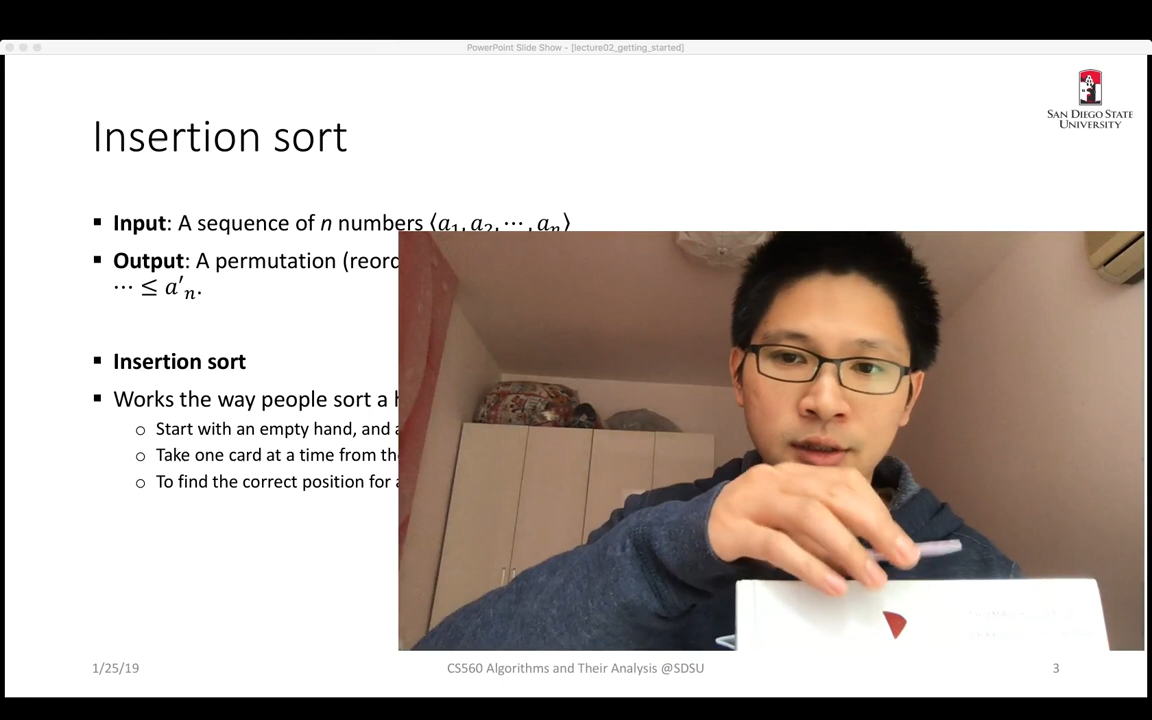 PowerPoint Slide Show - [lecture02_getting_started]
SAN DIEGO STATE
UNIVERSITY
Insertion sort
▪ Input: A sequence of n numbers ⟨a₁, a₂, ⋯ , aₙ⟩
▪ Output: A permutation (reord
⋯ ≤ a′ₙ.
▪ Insertion sort
▪ Works the way people sort a
○ Start with an empty hand, and
○ Take one card at a time from
○ To find the correct position for
1/25/19
CS560 Algorithms and Their Analysis @SDSU
3